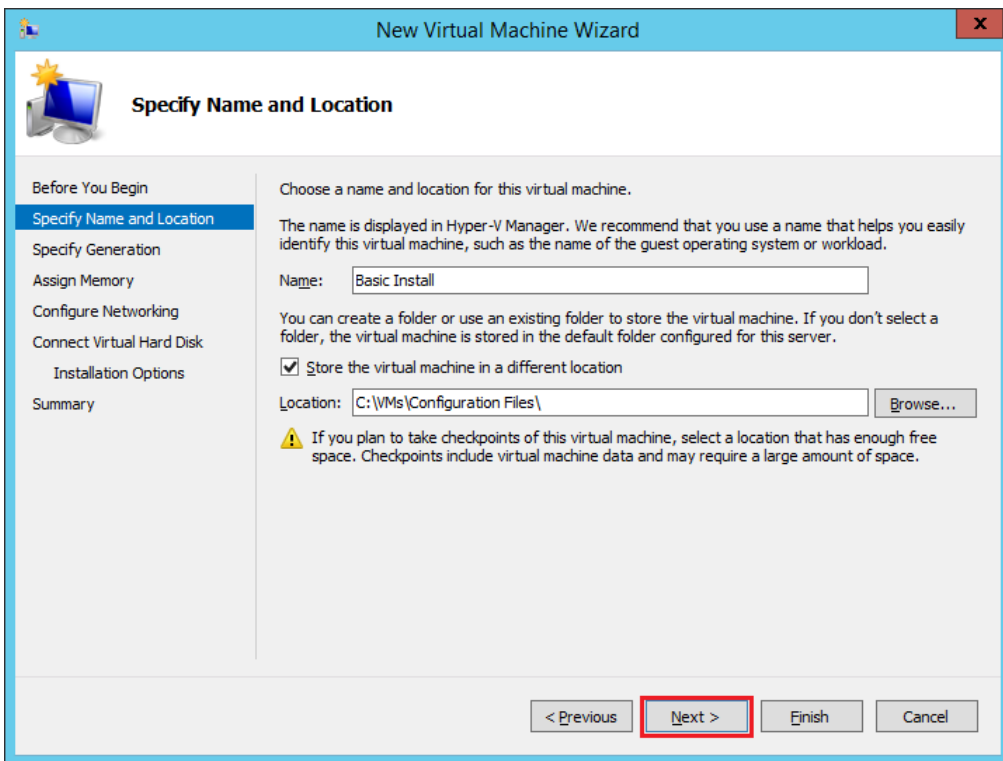 New Virtual Machine Wizard
x
Specify Name and Location
Before You Begin
Specify Name and Location
Specify Generation
Assign Memory
Configure Networking
Connect Virtual Hard Disk
Installation Options
Summary
Choose a name and location for this virtual machine.
The name is displayed in Hyper-V Manager. We recommend that you use a name that helps you easily
identify this virtual machine, such as the name of the guest operating system or workload.
Name: Basic Install
You can create a folder or use an existing folder to store the virtual machine. If you don't select a
folder, the virtual machine is stored in the default folder configured for this server.
Store the virtual machine in a different location
Location: C:\VMs\Configuration Files\ Browse...
If you plan to take checkpoints of this virtual machine, select a location that has enough free
space. Checkpoints include virtual machine data and may require a large amount of space.
< Previous Next > Finish Cancel